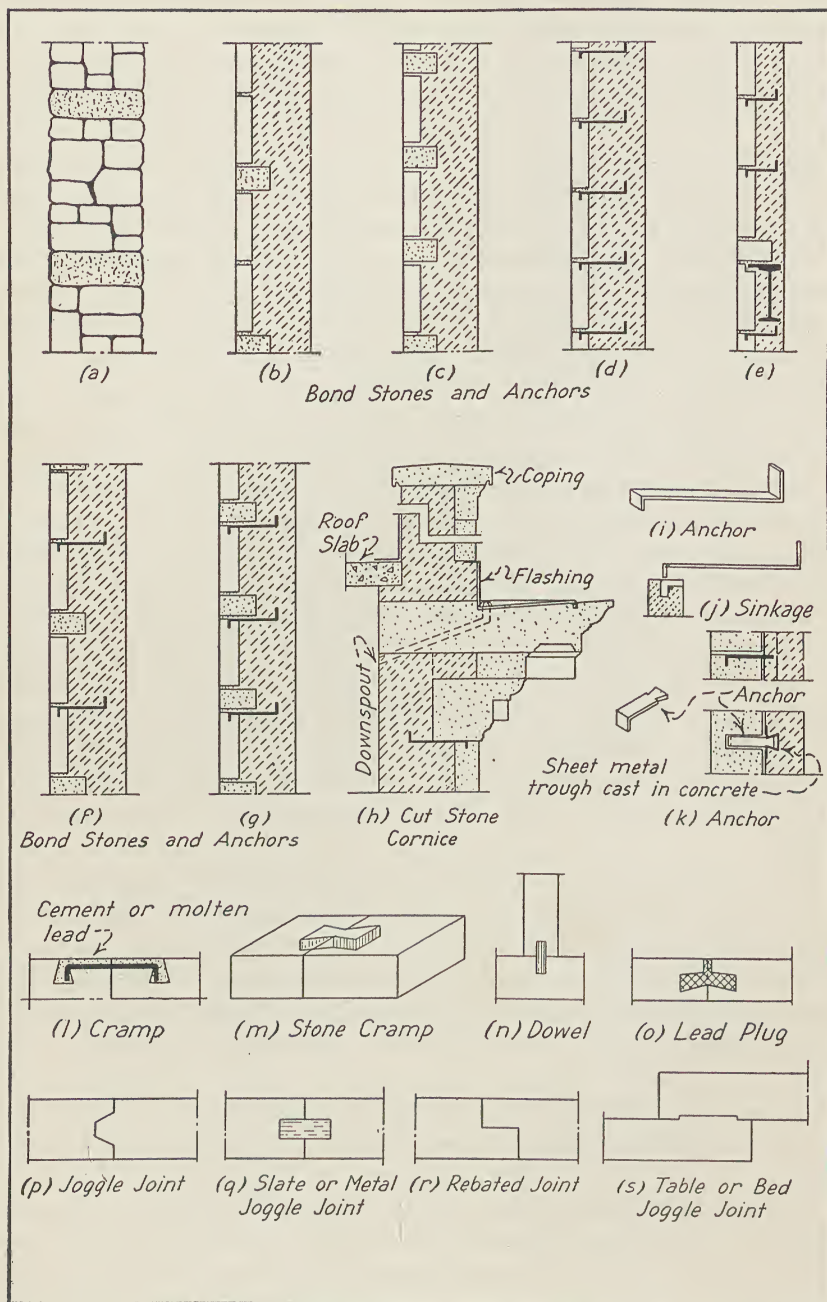 (a)
(b)
(c)
(d)
(e)
Bond Stones and Anchors
Coping
Roof
Slab
Flashing
Downspout
(i) Anchor
(j) Sinkage
Anchor
Sheet metal
trough cast in concrete
(k) Anchor
(f)
(g)
Bond Stones and Anchors
(h) Cut Stone
Cornice
Cement or molten
lead
(l) Cramp
(m) Stone Cramp
(n) Dowel
(o) Lead Plug
(p) Joggle Joint
(q) Slate or Metal
Joggle Joint
(r) Rebated Joint
(s) Table or Bed
Joggle Joint